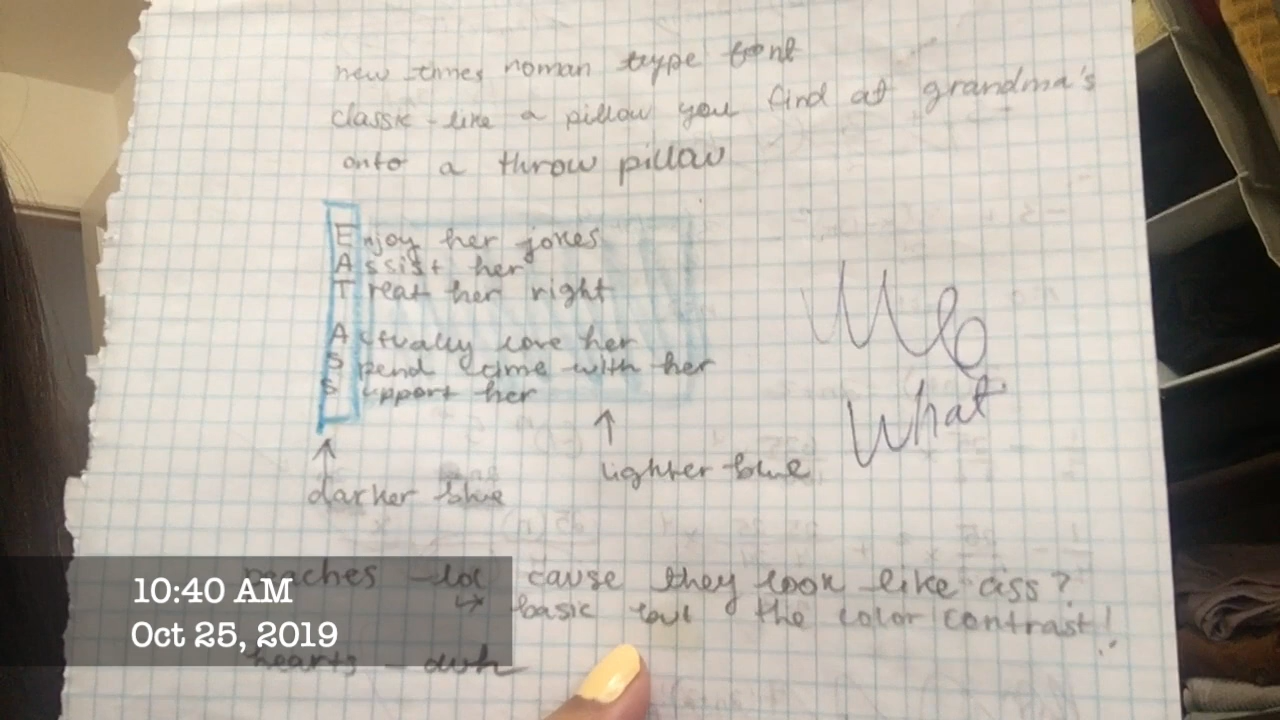 new times roman type font
classic - like a pillow you find at grandma's
onto a throw pillow
Enjoy her jokes
Assist her
Treat her right
Actually love her
Spend time with her
Support her
What
lighter blue
darker blue
peaches - lol cause they look like ass?
↳ basic but the color contrast!
hearts - duh
10:40 AM
Oct 25, 2019